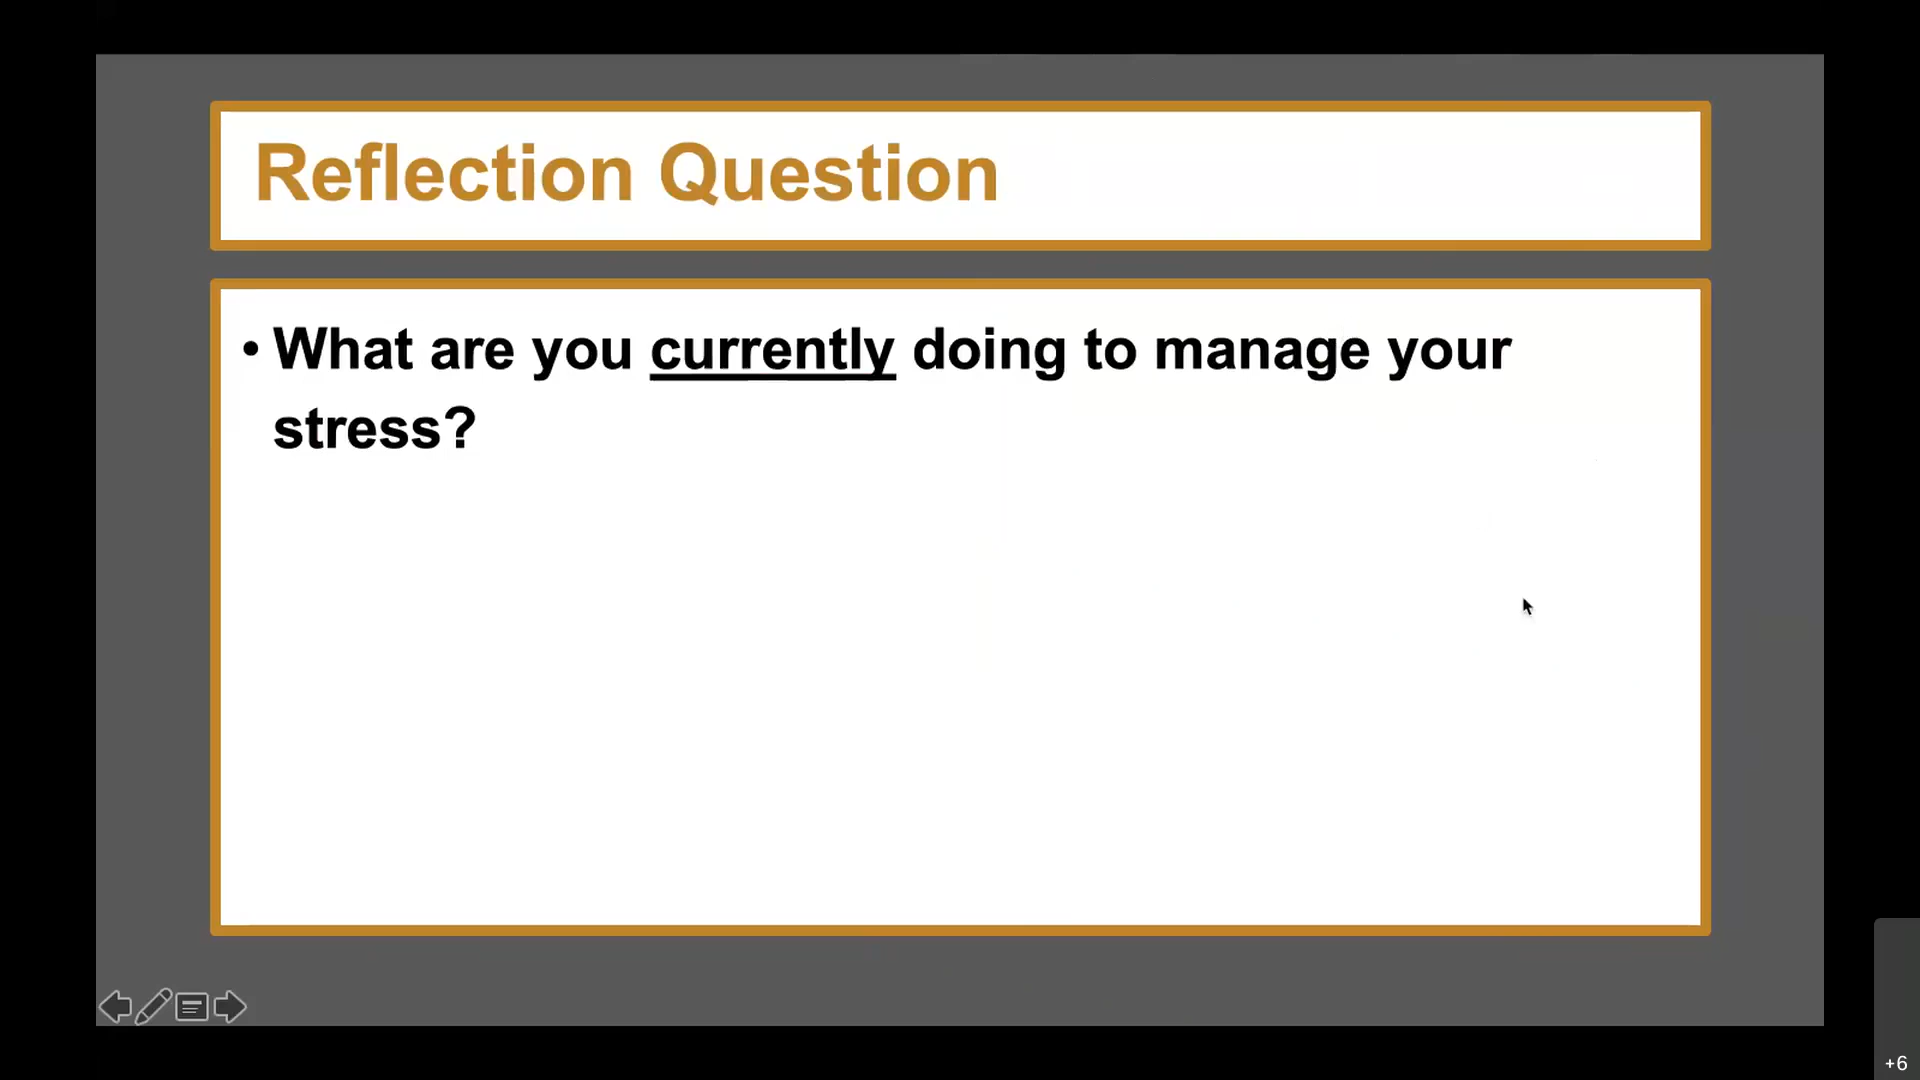 Reflection Question
• What are you currently doing to manage your
stress?
+6